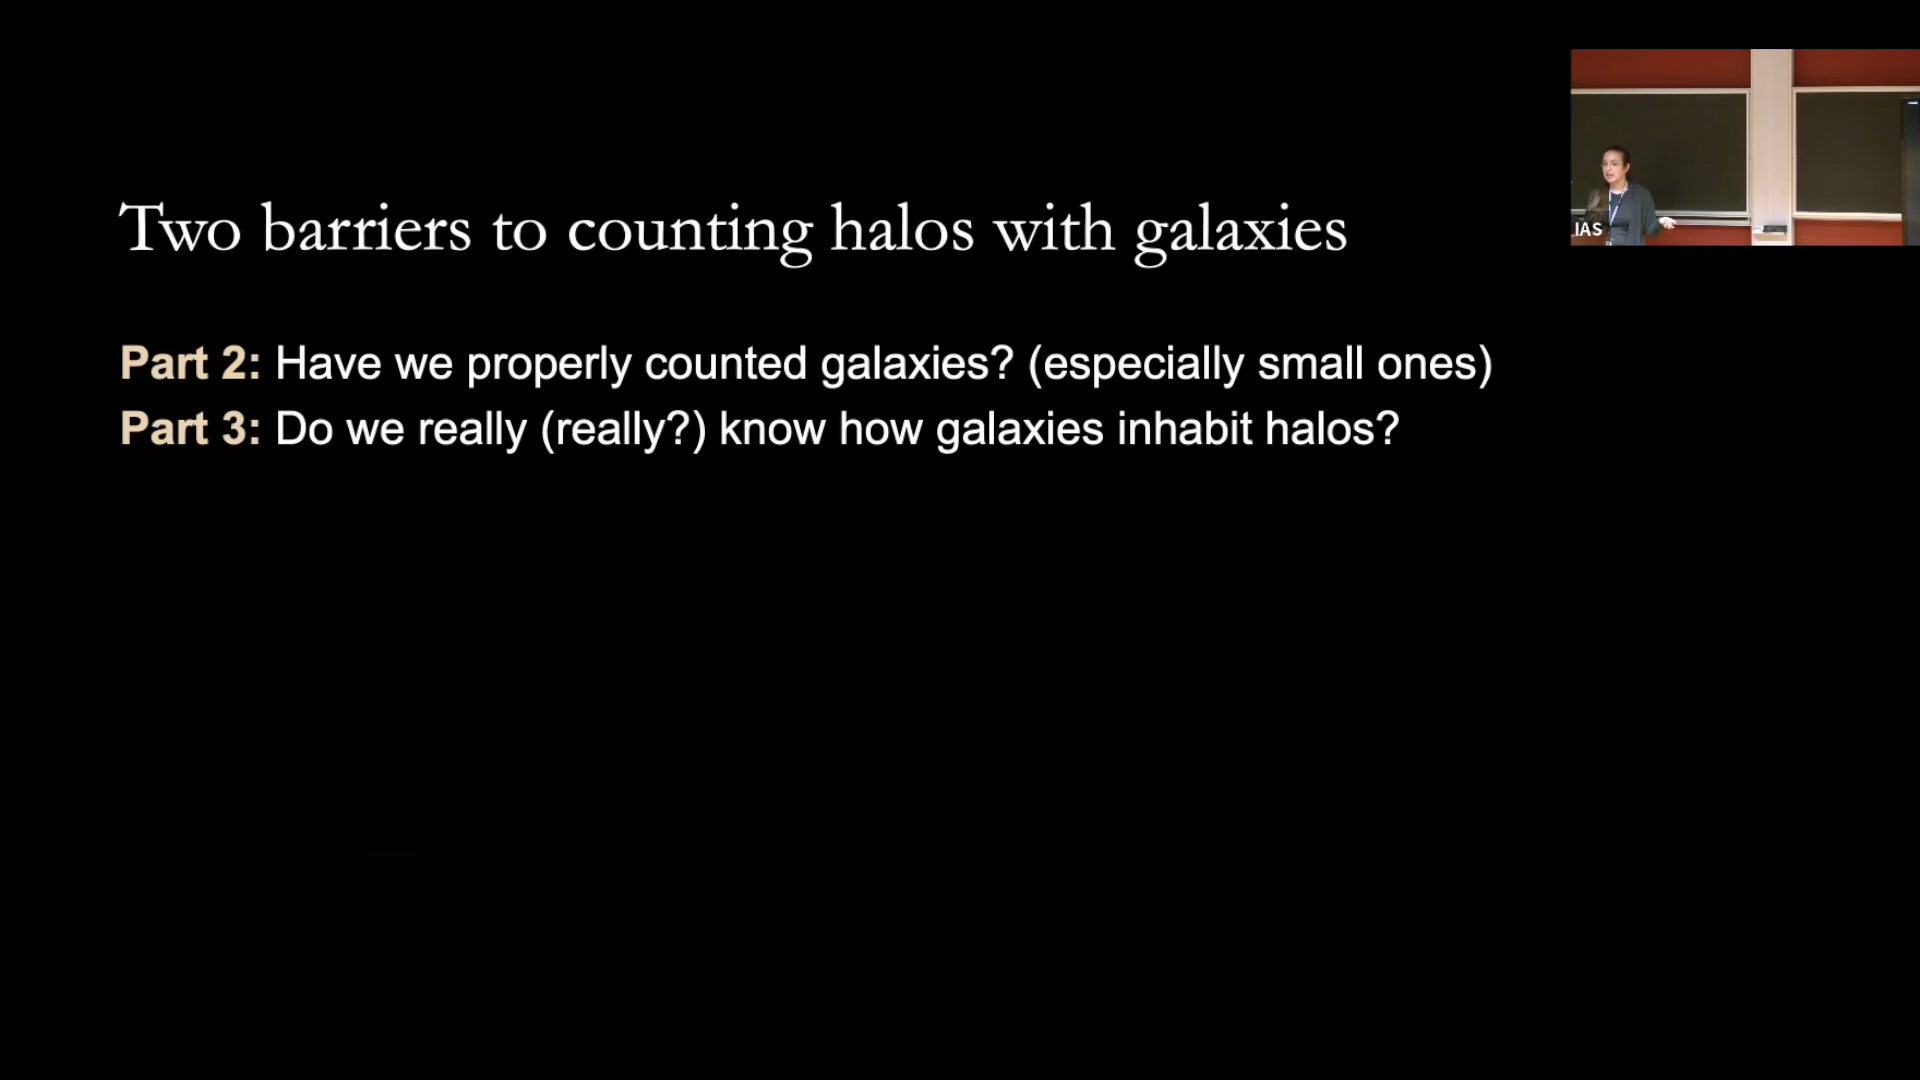 Two barriers to counting halos with galaxies
Part 2: Have we properly counted galaxies? (especially small ones)
Part 3: Do we really (really?) know how galaxies inhabit halos?
IAS